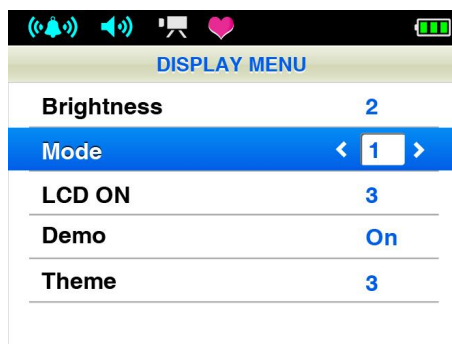 DISPLAY MENU
Brightness 2
Mode 1
LCD ON 3
Demo On
Theme 3